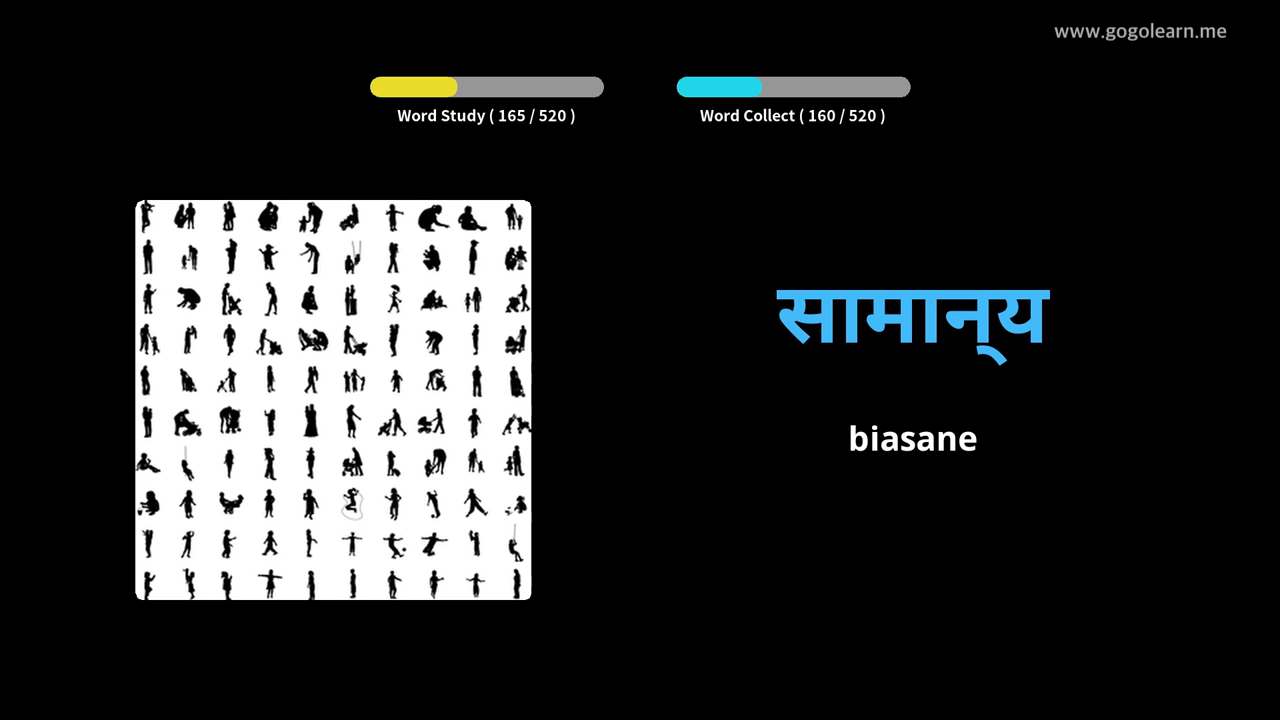 www.gogolearn.me
Word Study ( 165 / 520 )
Word Collect ( 160 / 520 )
सामान्‌य
biasane